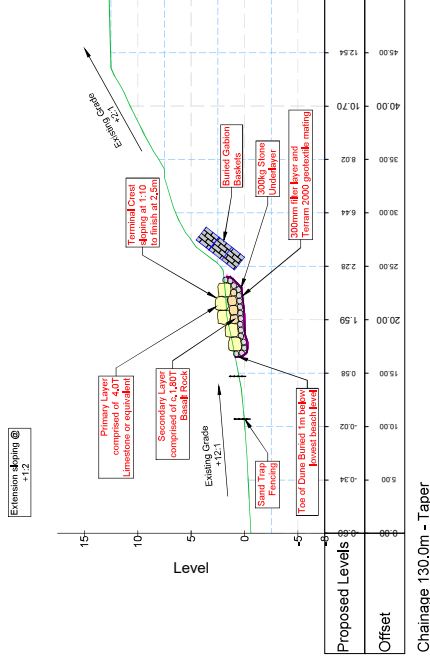 Extension sloping @
+1:2
Primary Layer
comprised of 4.0T
Limestone or equivalent
Secondary Layer
comprised of c.1.80T
Basalt Rock
Terminal Crest
sloping at 1:10
to finish at 2.5m
Existing Grade
+2:1
Existing Grade
+12:1
Sand Trap
Fencing
Toe of Dune Buried 1m below
lowest beach level
Buried Gabion
Baskets
300kg Stone
Underlayer
300mm filter layer and
Terram 2000 geotextile mating
Level
15
10
5
0
-5
Proposed Levels
-0.34
-0.02
0.58
1.59
2.28
6.44
8.02
10.70
12.54
Offset
0.00
5.00
10.00
15.00
20.00
25.00
30.00
35.00
40.00
45.00
Chainage 130.0m - Taper